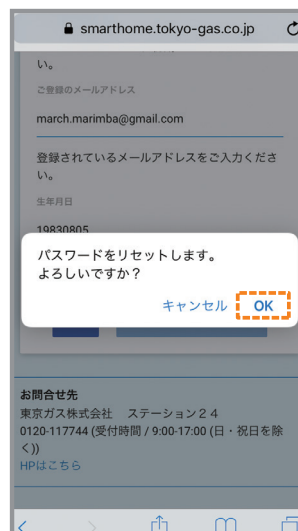 smarthome.tokyo-gas.co.jp
い。
ご登録のメールアドレス
march.marimba@gmail.com
登録されているメールアドレスをご入力くださ
い。
生年月日
19830805
パスワードをリセットします。
よろしいですか？
キャンセル OK
お問合せ先
東京ガス株式会社　ステーション２４
0120-117744 (受付時間 / 9:00-17:00 (日・祝日を除
く))
HPはこちら